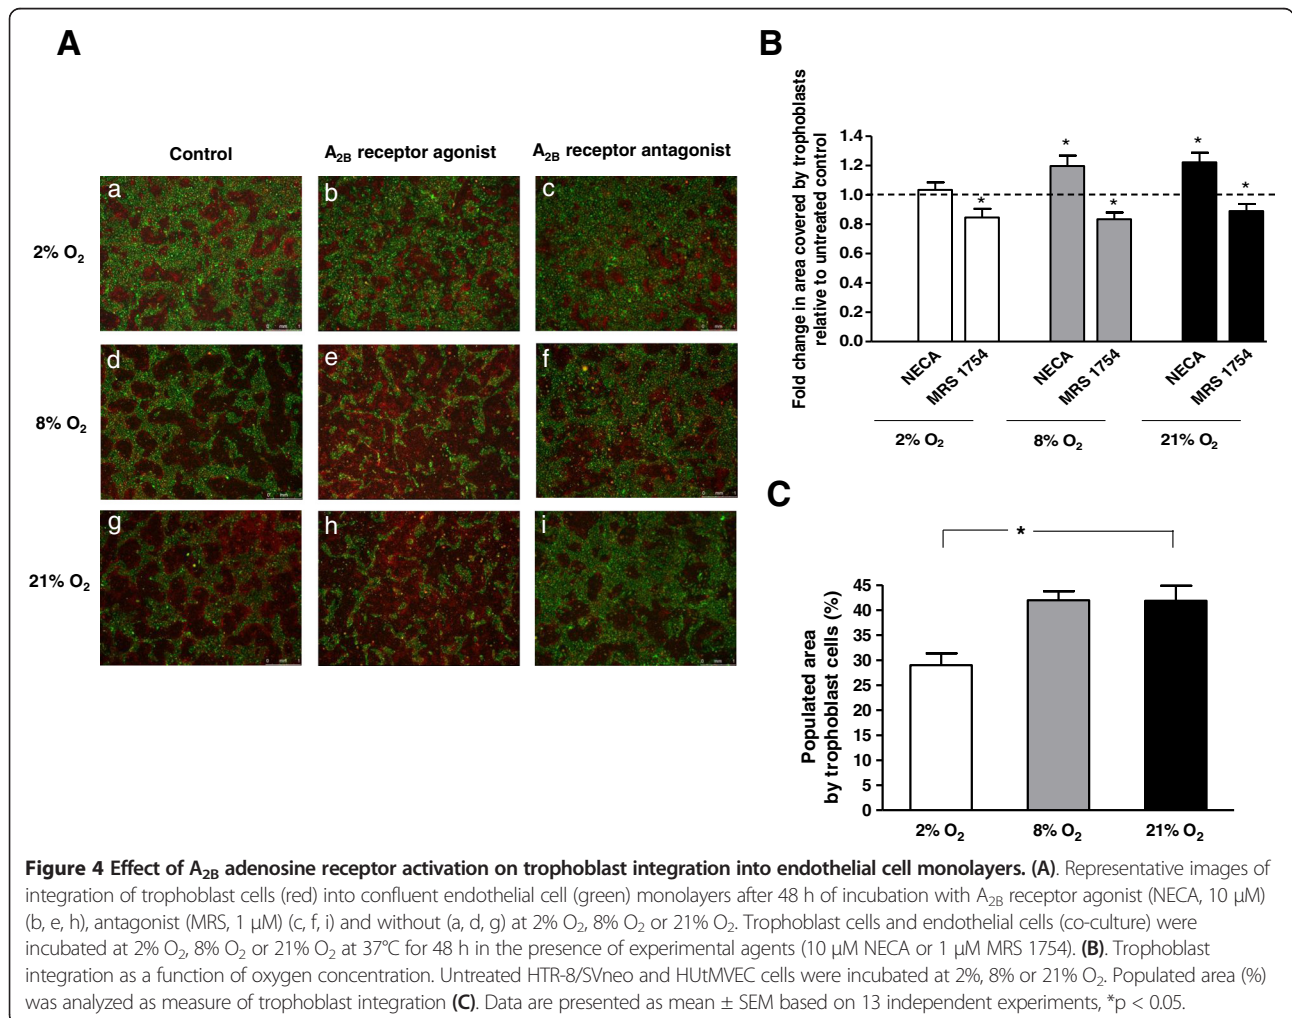 A
Control
A2B receptor agonist
A2B receptor antagonist
2% O2
8% O2
21% O2
a
b
c
d
e
f
g
h
i
B
Fold change in area covered by trophoblasts
relative to untreated control
1.4
1.2
1.0
0.8
0.6
0.4
0.2
0.0
*
*
*
*
*
NECA
MRS 1754
NECA
MRS 1754
NECA
MRS 1754
2% O2
8% O2
21% O2
C
*
Populated area
by trophoblast cells (%)
45
40
35
30
25
20
15
10
5
0
2% O2
8% O2
21% O2
Figure 4 Effect of A2B adenosine receptor activation on trophoblast integration into endothelial cell monolayers. (A). Representative images of
integration of trophoblast cells (red) into confluent endothelial cell (green) monolayers after 48 h of incubation with A2B receptor agonist (NECA, 10 μM)
(b, e, h), antagonist (MRS, 1 μM) (c, f, i) and without (a, d, g) at 2% O2, 8% O2 or 21% O2. Trophoblast cells and endothelial cells (co-culture) were
incubated at 2% O2, 8% O2 or 21% O2 at 37°C for 48 h in the presence of experimental agents (10 μM NECA or 1 μM MRS 1754). (B). Trophoblast
integration as a function of oxygen concentration. Untreated HTR-8/SVneo and HUtMVEC cells were incubated at 2%, 8% or 21% O2. Populated area (%)
was analyzed as measure of trophoblast integration (C). Data are presented as mean ± SEM based on 13 independent experiments, *p < 0.05.